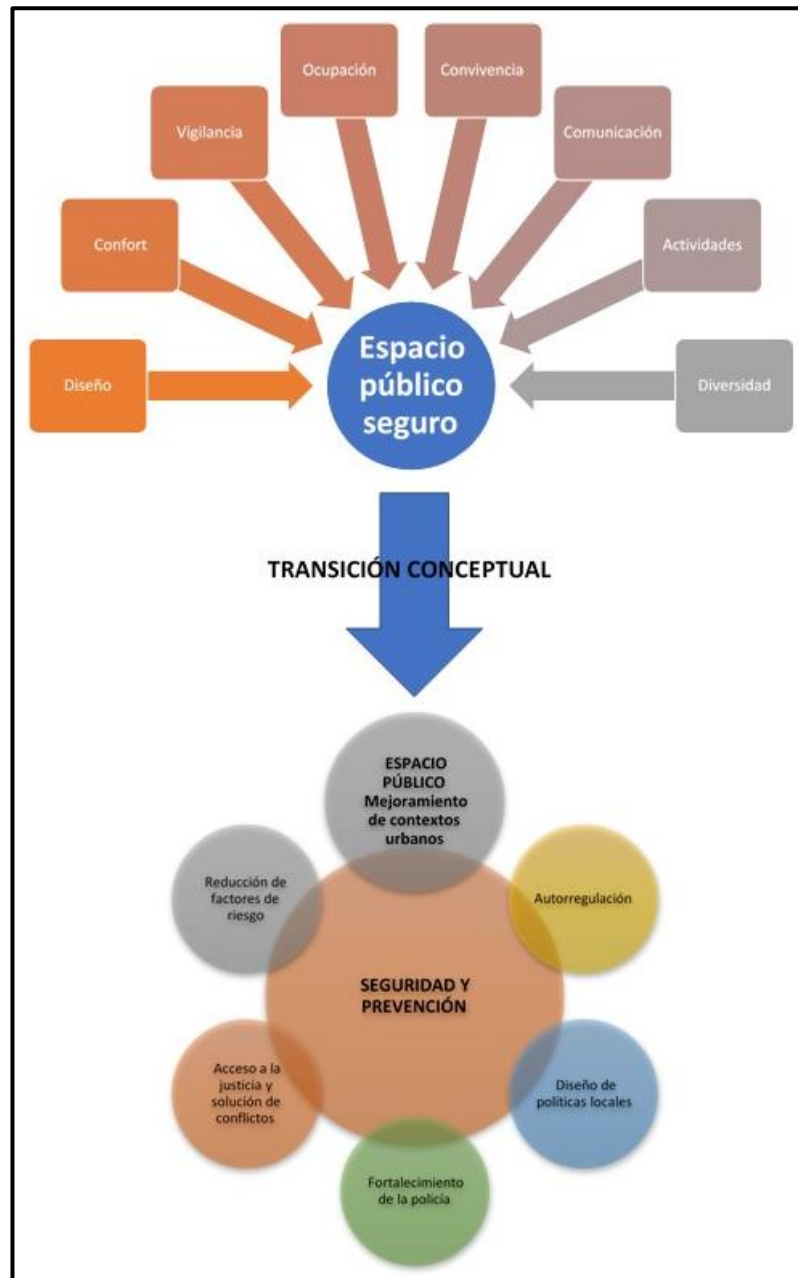 Ocupación
Convivencia
Vigilancia
Comunicación
Confort
Actividades
Diseño
Espacio
público
seguro
Diversidad
TRANSICIÓN CONCEPTUAL
ESPACIO
PÚBLICO
Mejoramiento
de contextos
urbanos
Reducción de
factores de
riesgo
Autorregulación
SEGURIDAD Y
PREVENCIÓN
Acceso a la
justicia y
solución de
conflictos
Diseño de
políticas locales
Fortalecimiento
de la policía